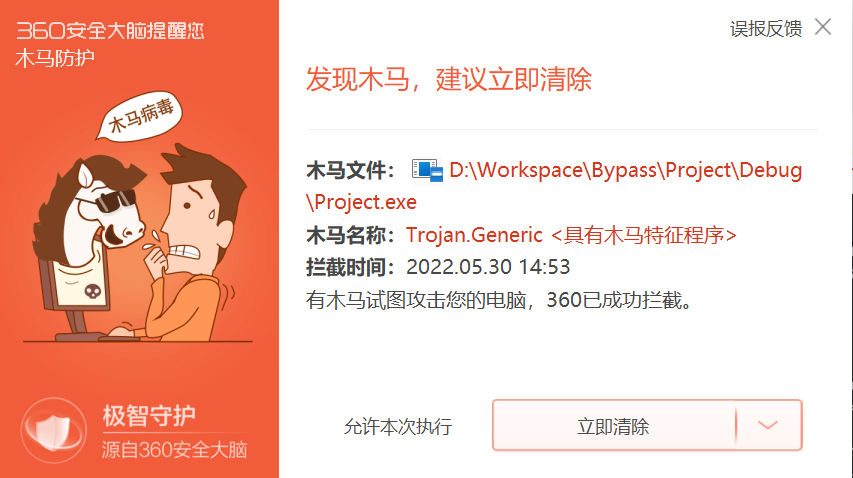 360安全大脑提醒您
木马防护
木马病毒
极智守护
源自360安全大脑
误报反馈
发现木马，建议立即清除
木马文件： D:\Workspace\Bypass\Project\Debug
\Project.exe
木马名称：Trojan.Generic <具有木马特征程序>
拦截时间：2022.05.30 14:53
有木马试图攻击您的电脑，360已成功拦截。
允许本次执行
立即清除